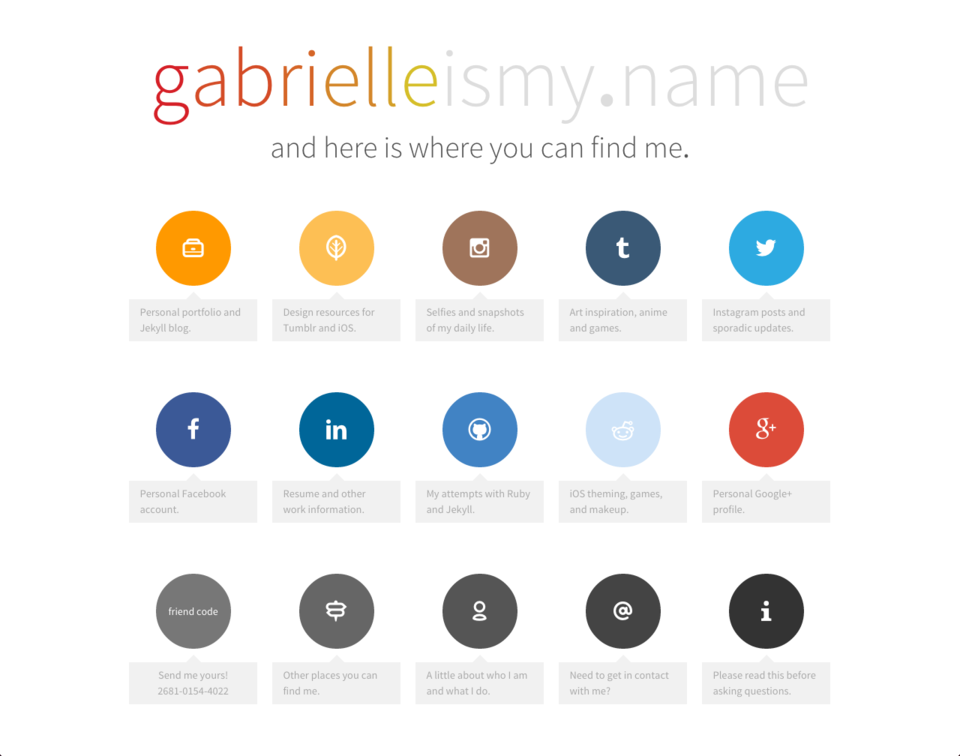 gabrielleismy.name
and here is where you can find me.
Personal portfolio and
Jekyll blog.
Design resources for
Tumblr and iOS.
Selfies and snapshots
of my daily life.
Art inspiration, anime
and games.
Instagram posts and
sporadic updates.
Personal Facebook
account.
Resume and other
work information.
My attempts with Ruby
and Jekyll.
iOS theming, games,
and makeup.
Personal Google+
profile.
friend code
Send me yours!
2681-0154-4022
Other places you can
find me.
A little about who I am
and what I do.
Need to get in contact
with me?
Please read this before
asking questions.